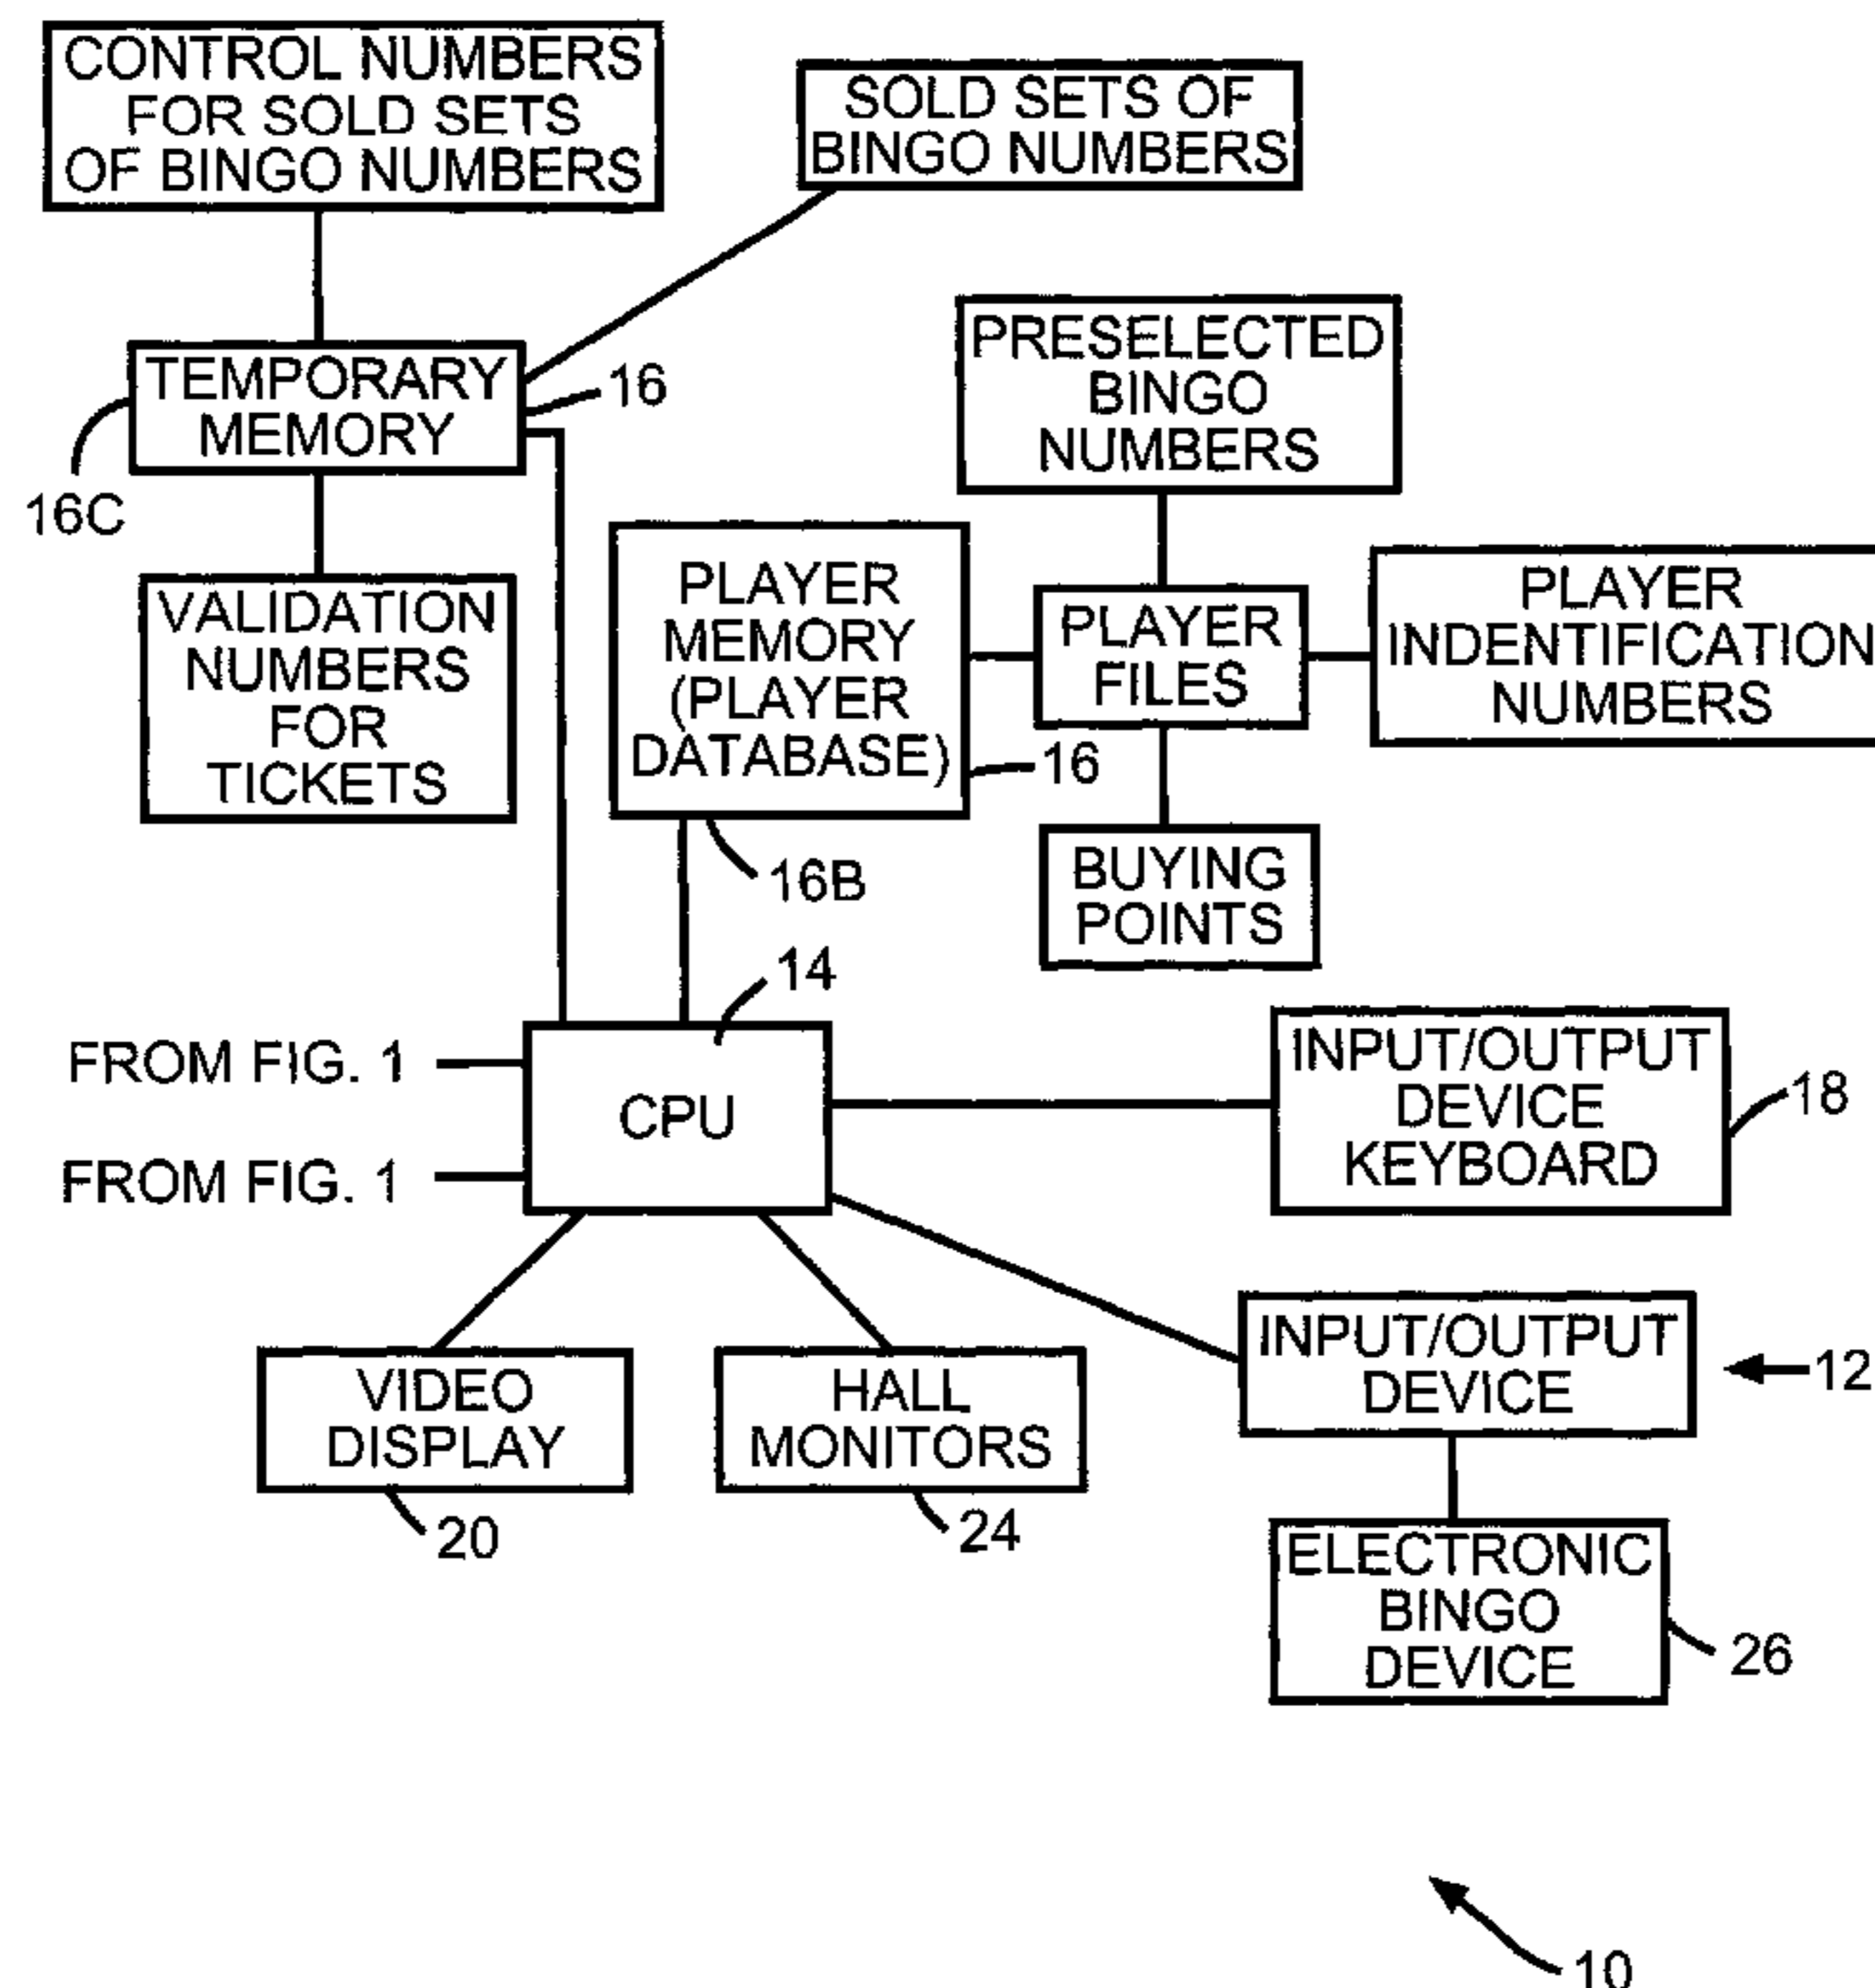 CONTROL NUMBERS
FOR SOLD SETS
OF BINGO NUMBERS
SOLD SETS OF
BINGO NUMBERS
TEMPORARY
MEMORY
16
16C
PRESELECTED
BINGO
NUMBERS
VALIDATION
NUMBERS
FOR
TICKETS
PLAYER
MEMORY
(PLAYER
DATABASE)
16
16B
PLAYER
FILES
PLAYER
INDENTIFICATION
NUMBERS
BUYING
POINTS
14
FROM FIG. 1
FROM FIG. 1
CPU
INPUT/OUTPUT
DEVICE
KEYBOARD
18
VIDEO
DISPLAY
20
HALL
MONITORS
24
INPUT/OUTPUT
DEVICE
12
ELECTRONIC
BINGO
DEVICE
26
10